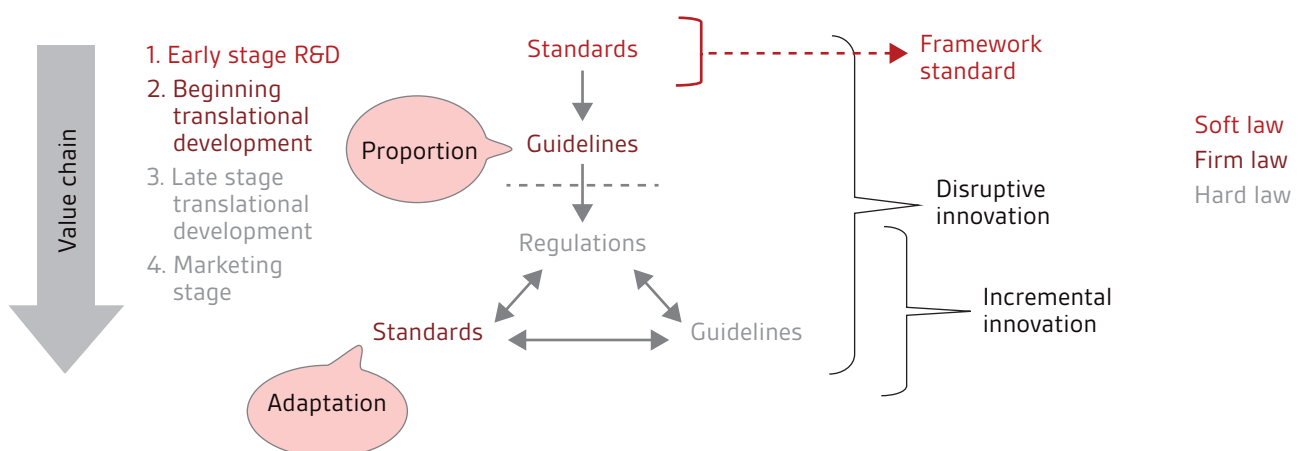 Value chain
1. Early stage R&D
2. Beginning
translational
development
3. Late stage
translational
development
4. Marketing
stage
Standards
Proportion
Guidelines
Regulations
Standards
Guidelines
Adaptation
Framework
standard
Disruptive
innovation
Incremental
innovation
Soft law
Firm law
Hard law